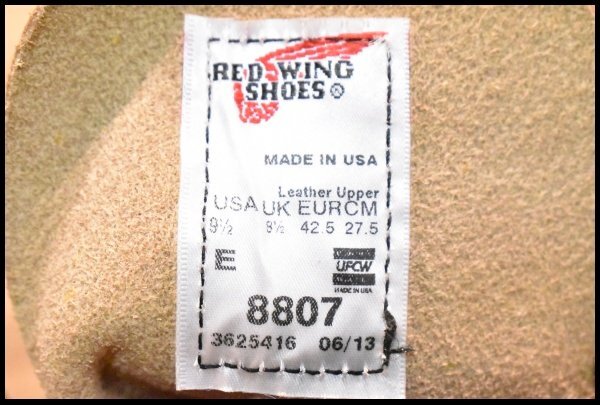 RED WING
SHOES®
MADE IN USA
Leather Upper
USA UK EUR CM
9½ 8½ 42.5 27.5
E
UFCW
MADE IN USA
8807
3625416 06/13